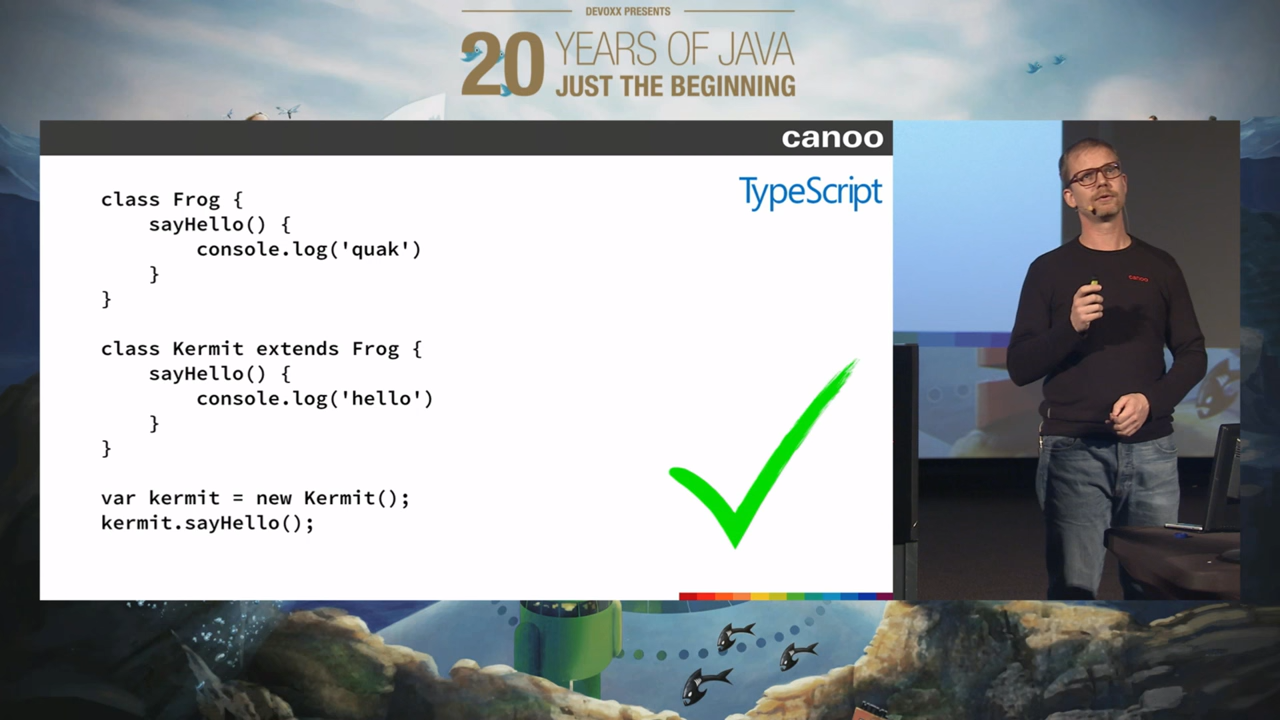 DEVOXX PRESENTS
20 YEARS OF JAVA
JUST THE BEGINNING
canoo
TypeScript
class Frog {
    sayHello() {
        console.log('quak')
    }
}
class Kermit extends Frog {
    sayHello() {
        console.log('hello')
    }
}
var kermit = new Kermit();
kermit.sayHello();
canoo